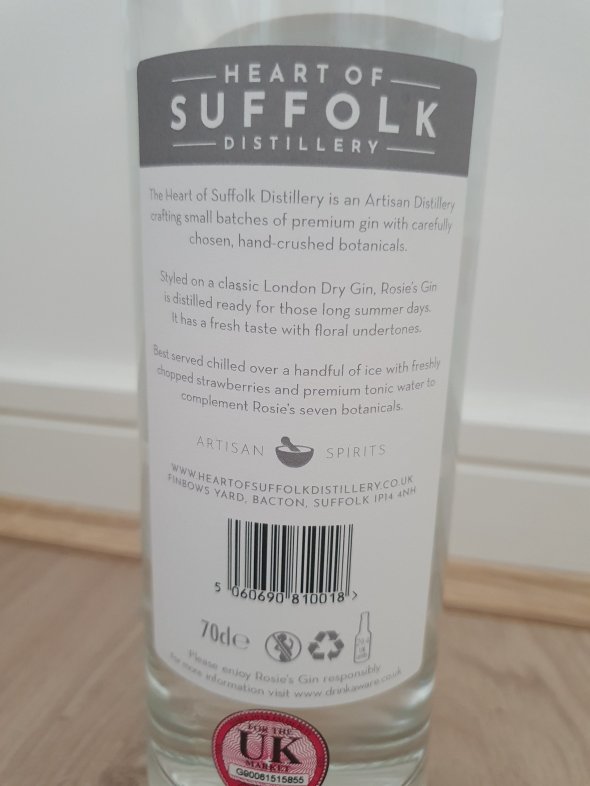 HEART OF
SUFFOLK
DISTILLERY
The Heart of Suffolk Distillery is an Artisan Distillery
crafting small batches of premium gin with carefully
chosen, hand-crushed botanicals.
Styled on a classic London Dry Gin, Rosie's Gin
is distilled ready for those long summer days.
It has a fresh taste with floral undertones.
Best served chilled over a handful of ice with freshly
chopped strawberries and premium tonic water to
complement Rosie's seven botanicals.
ARTISAN SPIRITS
WWW.HEARTOFSUFFOLKDISTILLERY.CO.UK
FINBOWS YARD, BACTON, SUFFOLK IP14 4NH
5 060690 810018 >
70cl e
Please enjoy Rosie's Gin responsibly
For more information visit www.drinkaware.co.uk
FOR THE
UK
MARKET
G90061515855